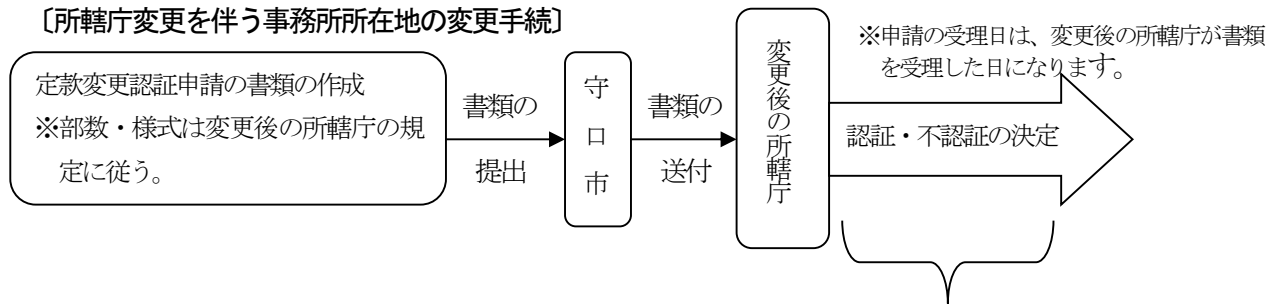 〔所轄庁変更を伴う事務所所在地の変更手続〕
定款変更認証申請の書類の作成
※部数・様式は変更後の所轄庁の規
定に従う。
書類の
提出
守口市
書類の
送付
変更後の所轄庁
※申請の受理日は、変更後の所轄庁が書類
を受理した日になります。
認証・不認証の決定